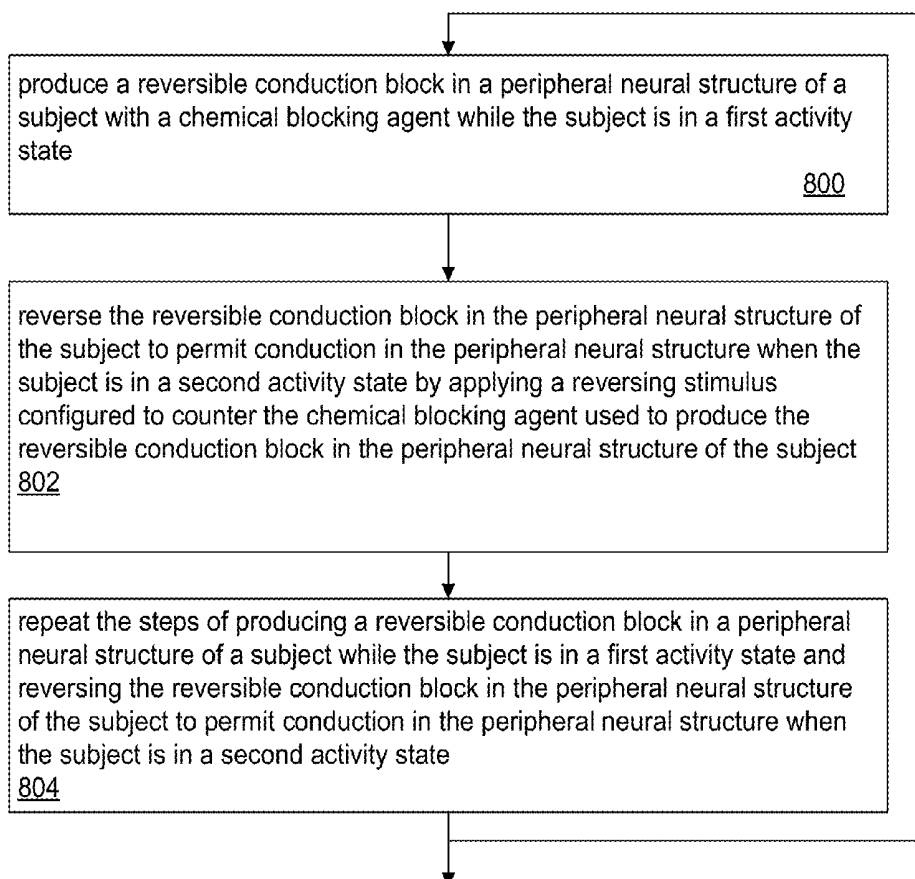 produce a reversible conduction block in a peripheral neural structure of a
subject with a chemical blocking agent while the subject is in a first activity
state
800
reverse the reversible conduction block in the peripheral neural structure of
the subject to permit conduction in the peripheral neural structure when the
subject is in a second activity state by applying a reversing stimulus
configured to counter the chemical blocking agent used to produce the
reversible conduction block in the peripheral neural structure of the subject
802
repeat the steps of producing a reversible conduction block in a peripheral
neural structure of a subject while the subject is in a first activity state and
reversing the reversible conduction block in the peripheral neural structure
of the subject to permit conduction in the peripheral neural structure when
the subject is in a second activity state
804